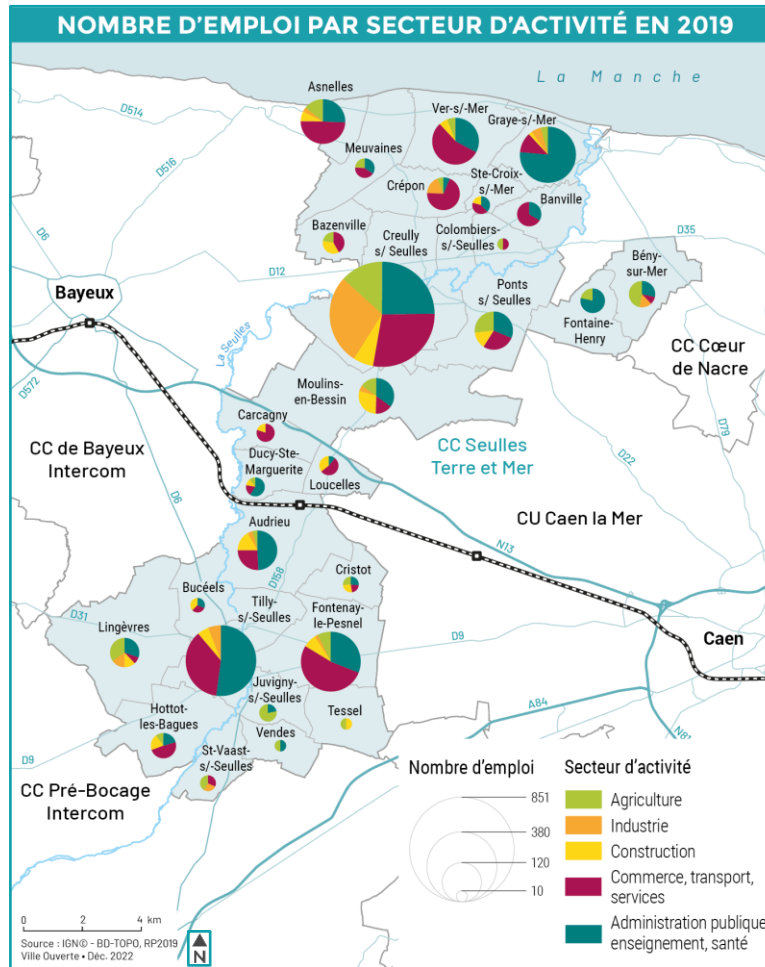 NOMBRE D'EMPLOI PAR SECTEUR D'ACTIVITÉ EN 2019
La Manche
Asnelles
D514
Ver-s/-Mer
Graye-s/-Mer
Meuvaines
D516
Crépon
Ste-Croix-
s/-Mer
Banville
D6
Bazenville
Creully
s/ Seulles
Colombiers-
s/-Seulles
D35
D12
Bény-
sur-Mer
Bayeux
Ponts
s/ Seulles
Fontaine-
Henry
La Seulles
CC Cœur
de Nacre
D572
Moulins-
en-Bessin
D79
Carcagny
CC de Bayeux
Intercom
CC Seulles
Terre et Mer
D22
Ducy-Ste-
Marguerite
Loucelles
D6
CU Caen la Mer
Audrieu
N13
D158
Cristot
Bucéels
Tilly-
s/-Seulles
Fontenay-
le-Pesnel
D31
Lingèvres
D9
Caen
Juvigny-
s/-Seulles
Tessel
A84
Hottot-
les-Bagues
Vendes
St-Vaast-
s/-Seulles
D9
CC Pré-Bocage
Intercom
Nombre d'emploi
851
380
120
10
Secteur d'activité
Agriculture
Industrie
Construction
Commerce, transport,
services
Administration publique
enseignement, santé
0 2 4 km
Source : IGN© - BD-TOPO, RP2019
Ville Ouverte • Déc. 2022
N